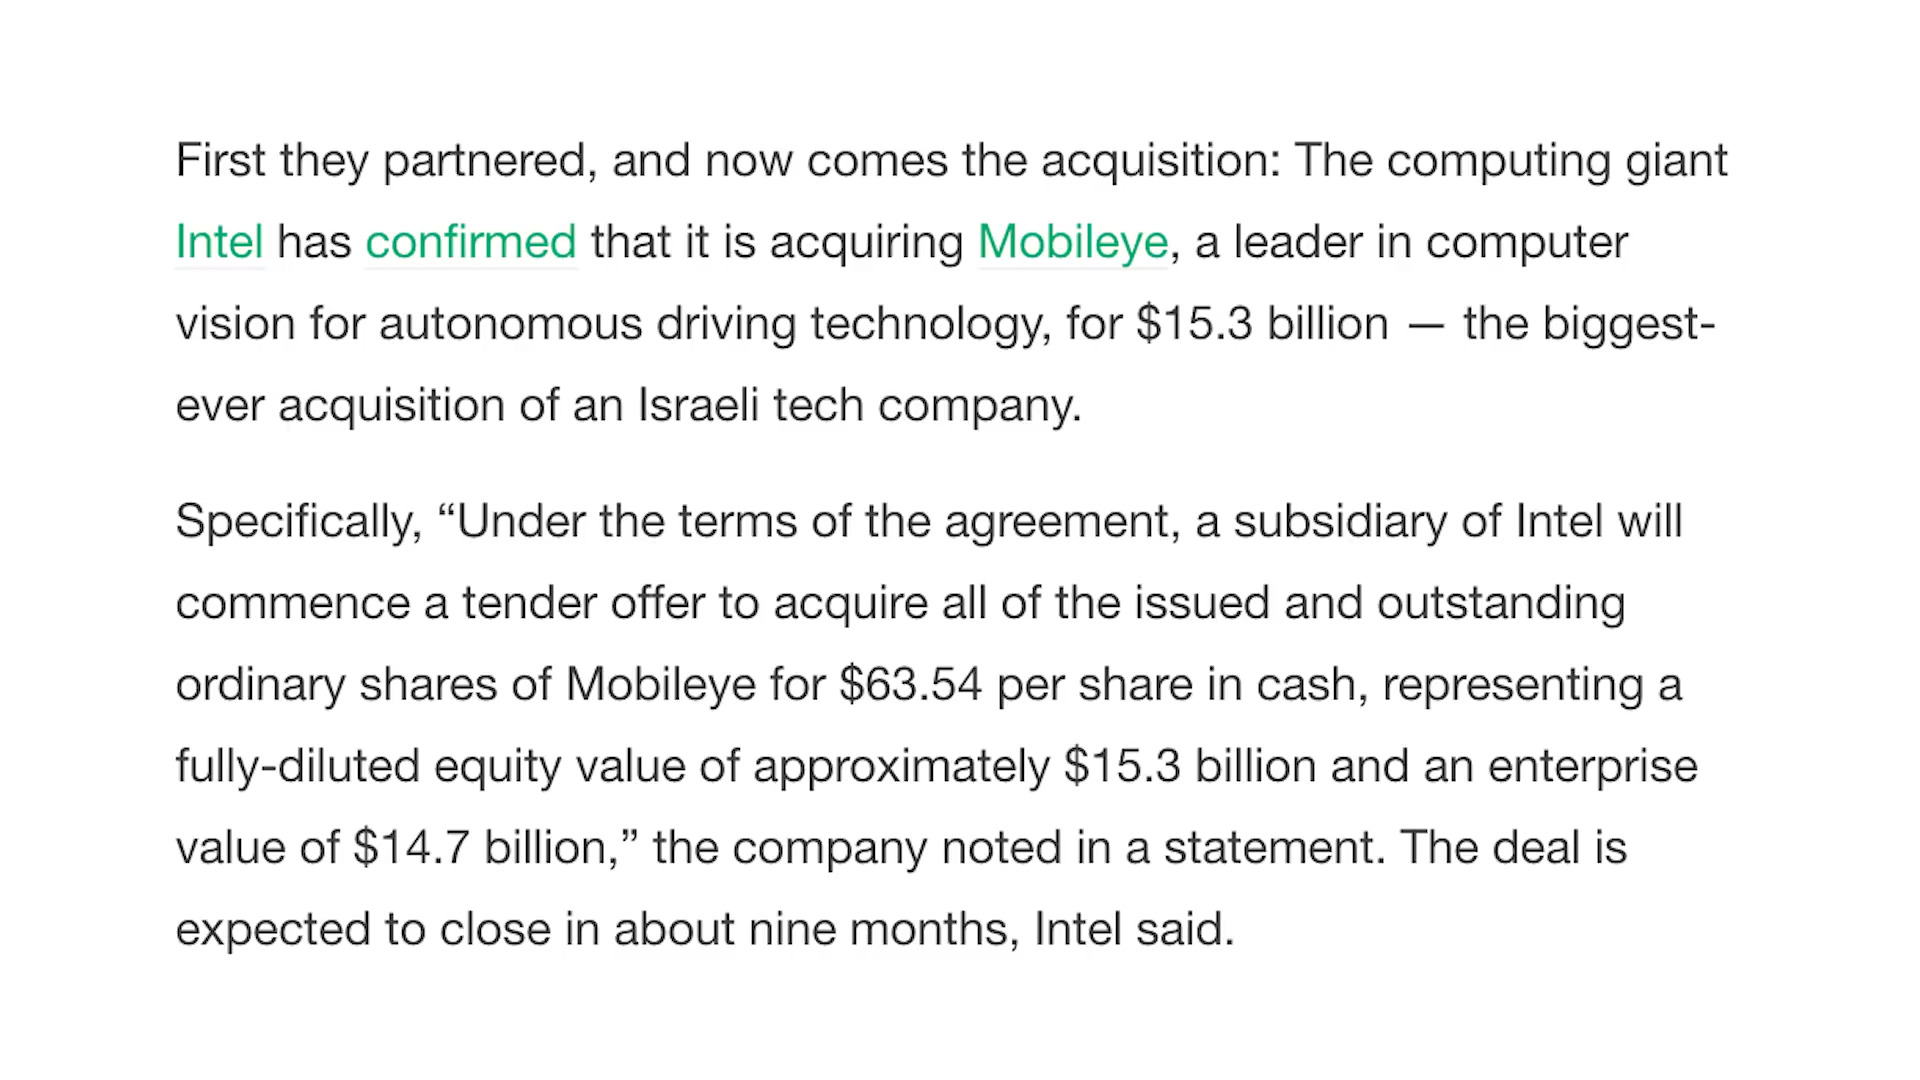 First they partnered, and now comes the acquisition: The computing giant
Intel has confirmed that it is acquiring Mobileye, a leader in computer
vision for autonomous driving technology, for $15.3 billion — the biggest-
ever acquisition of an Israeli tech company.
Specifically, “Under the terms of the agreement, a subsidiary of Intel will
commence a tender offer to acquire all of the issued and outstanding
ordinary shares of Mobileye for $63.54 per share in cash, representing a
fully-diluted equity value of approximately $15.3 billion and an enterprise
value of $14.7 billion,” the company noted in a statement. The deal is
expected to close in about nine months, Intel said.